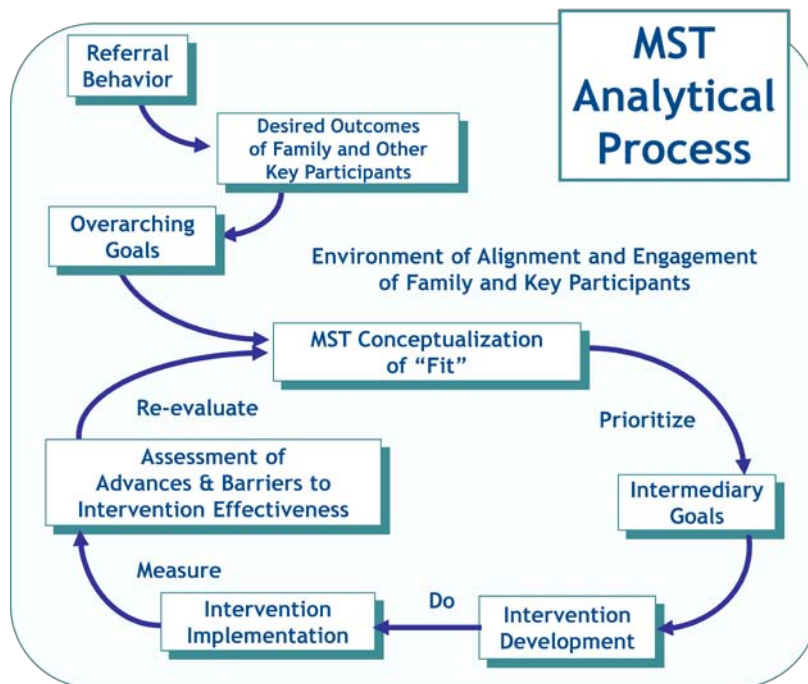 MST
Analytical
Process
Referral
Behavior
Desired Outcomes
of Family and Other
Key Participants
Overarching
Goals
Environment of Alignment and Engagement
of Family and Key Participants
MST Conceptualization
of “Fit”
Re-evaluate
Prioritize
Assessment of
Advances & Barriers to
Intervention Effectiveness
Intermediary
Goals
Measure
Do
Intervention
Implementation
Intervention
Development